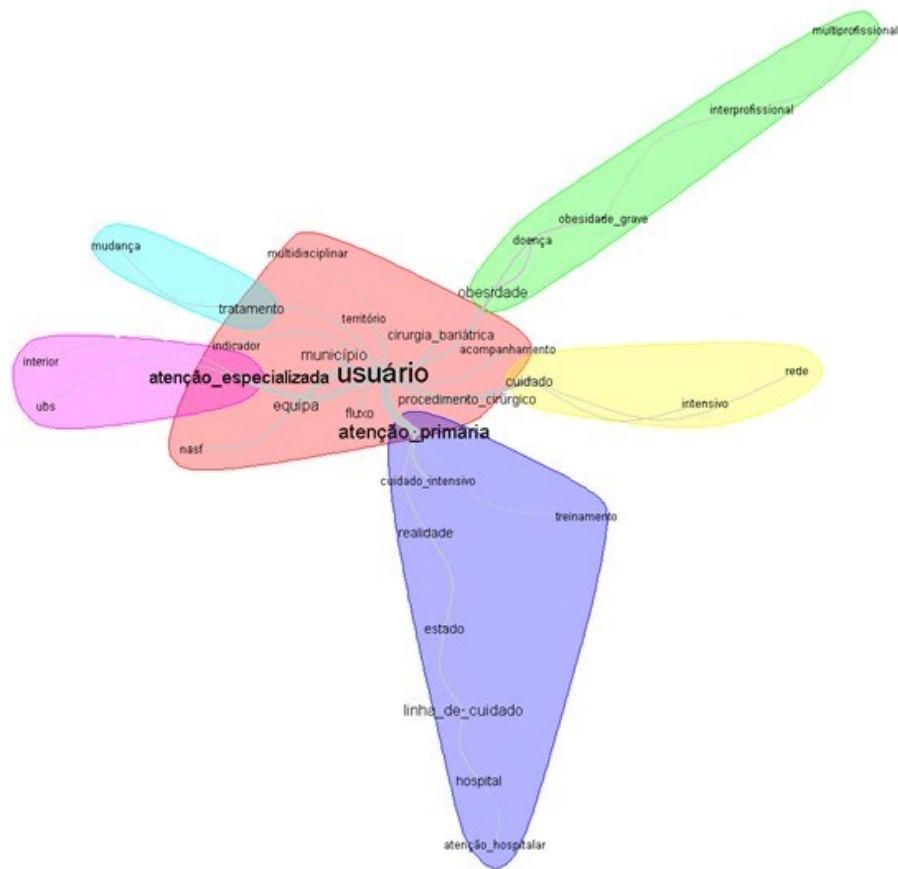 multiprofissional
interprofissional
obesidade_grave
doença
mudança
multidisciplinar
obesidade
tratamento
território
cirurgia_bariátrica
indicador
acompanhamento
município
interior
atenção_especializada
usuário
cuidado
rede
procedimento_cirúrgico
intensivo
equipa
ubs
fluxo
atenção_primária
nasf
cuidado_intensivo
treinamento
realidade
estado
linha_de_cuidado
hospital
atenção_hospitalar